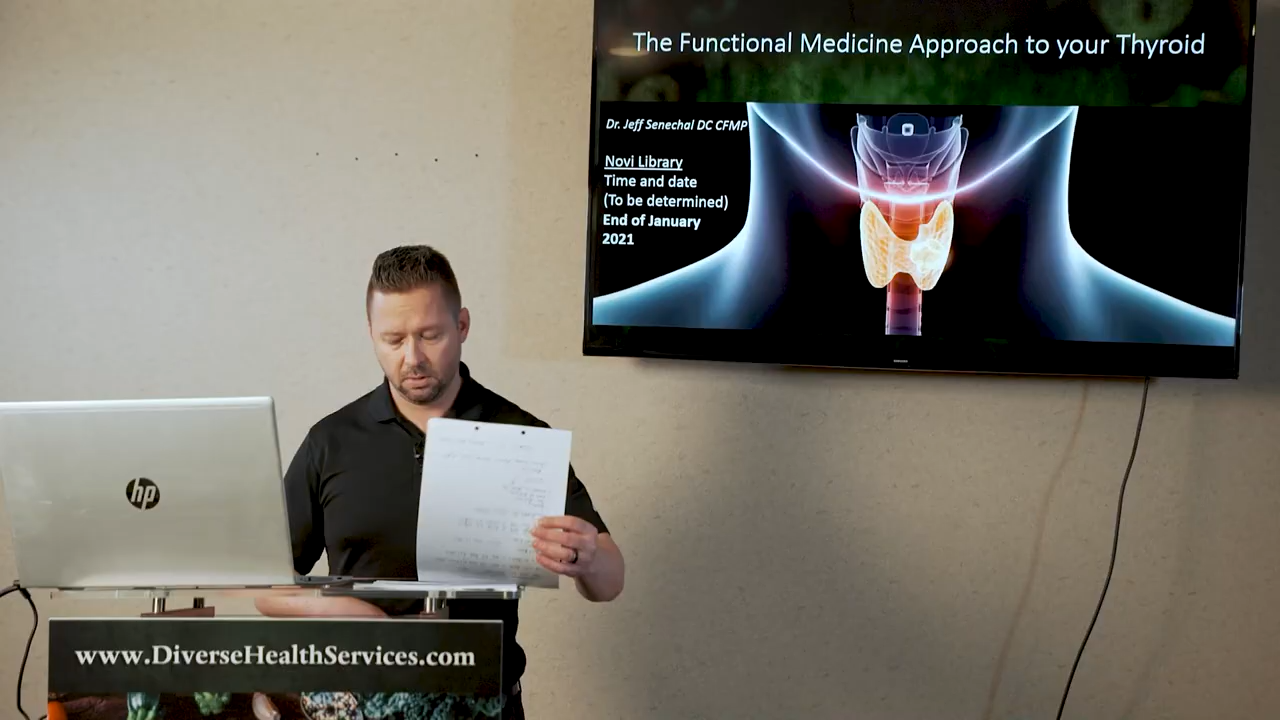 The Functional Medicine Approach to your Thyroid
Dr. Jeff Senechal DC CFMP
Novi Library
Time and date
(To be determined)
End of January
2021
SAMSUNG
hp
www.DiverseHealthServices.com